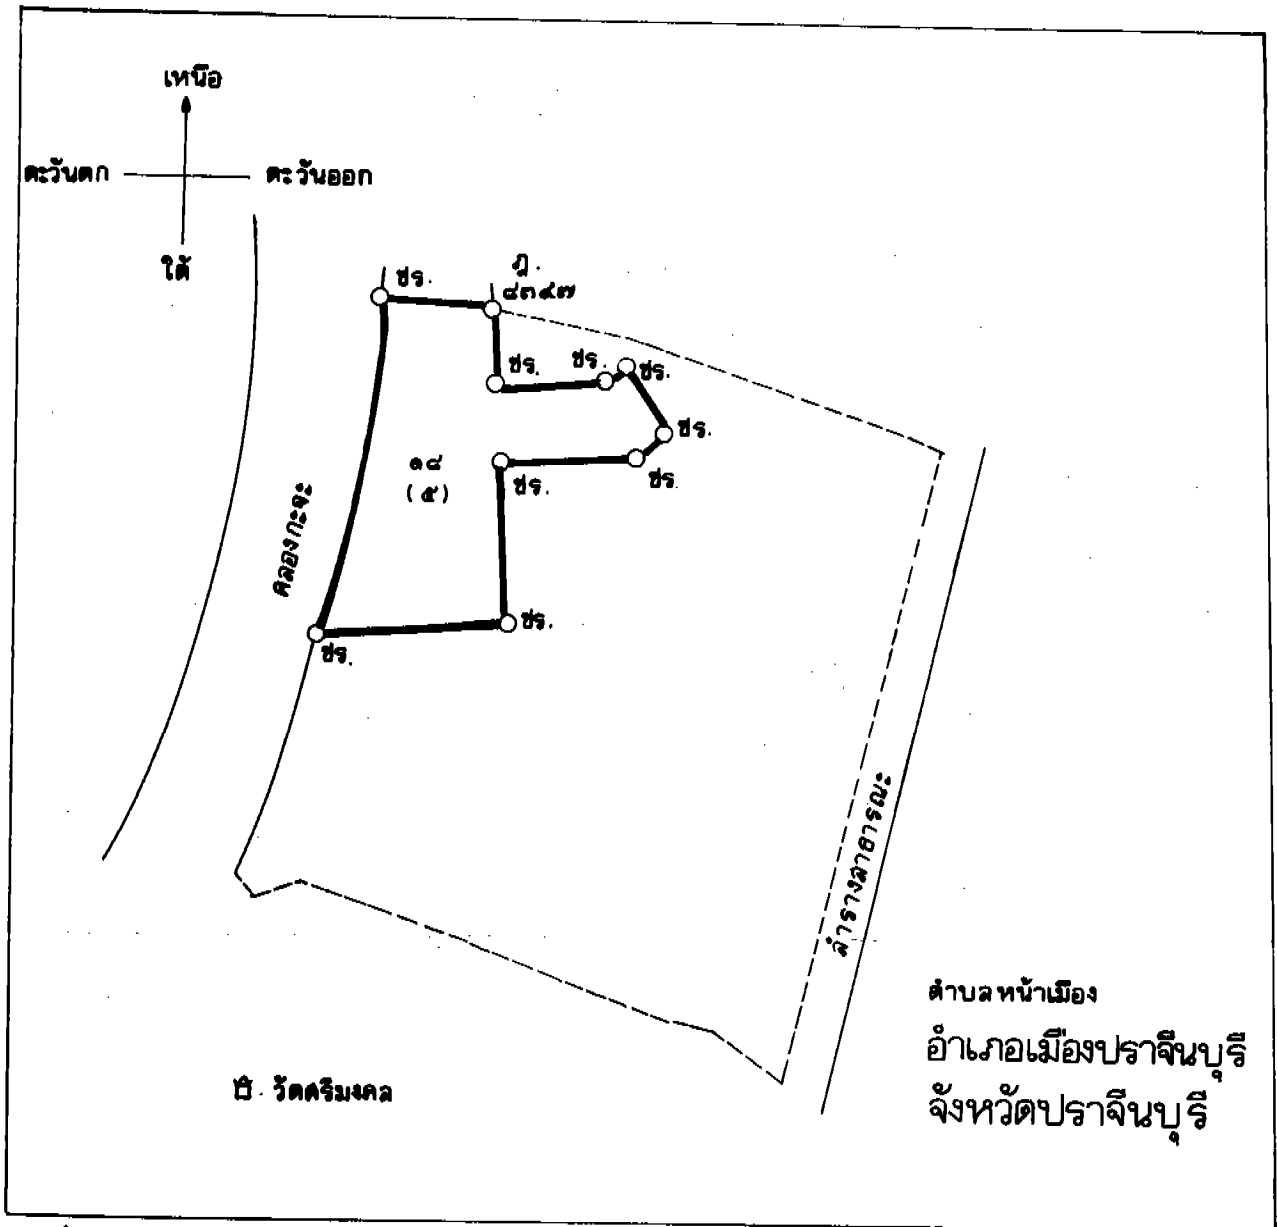 เหนือ
ตะวันตก
ตะวันออก
ใต้
ชร.
ฎ.
๘๓๔๗
ชร.
ชร.
ชร.
ชร.
๑๘
(๕)
ชร.
ชร.
คลองกะจะ
ชร.
ชร.
ลำรางสาธารณะ
ตำบลหน้าเมือง
อำเภอเมืองปราจีนบุรี
จังหวัดปราจีนบุรี
วัดศรีมงคล